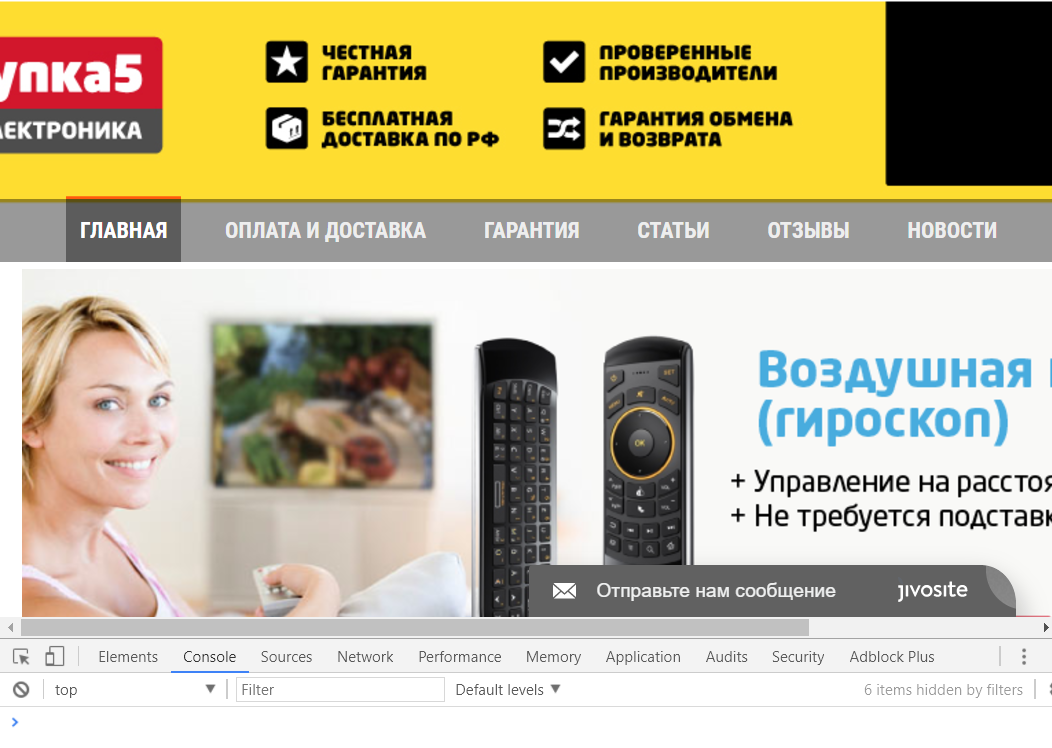 упка5
ЛЕКТРОНИКА
ЧЕСТНАЯ
ГАРАНТИЯ
ПРОВЕРЕННЫЕ
ПРОИЗВОДИТЕЛИ
БЕСПЛАТНАЯ
ДОСТАВКА ПО РФ
ГАРАНТИЯ ОБМЕНА
И ВОЗВРАТА
ГЛАВНАЯ ОПЛАТА И ДОСТАВКА ГАРАНТИЯ СТАТЬИ ОТЗЫВЫ НОВОСТИ
Воздушная
(гироскоп)
+ Управление на расстоя
+ Не требуется подставк
OK
Отправьте нам сообщение jivosite
Elements Console Sources Network Performance Memory Application Audits Security Adblock Plus
top Filter Default levels 6 items hidden by filters